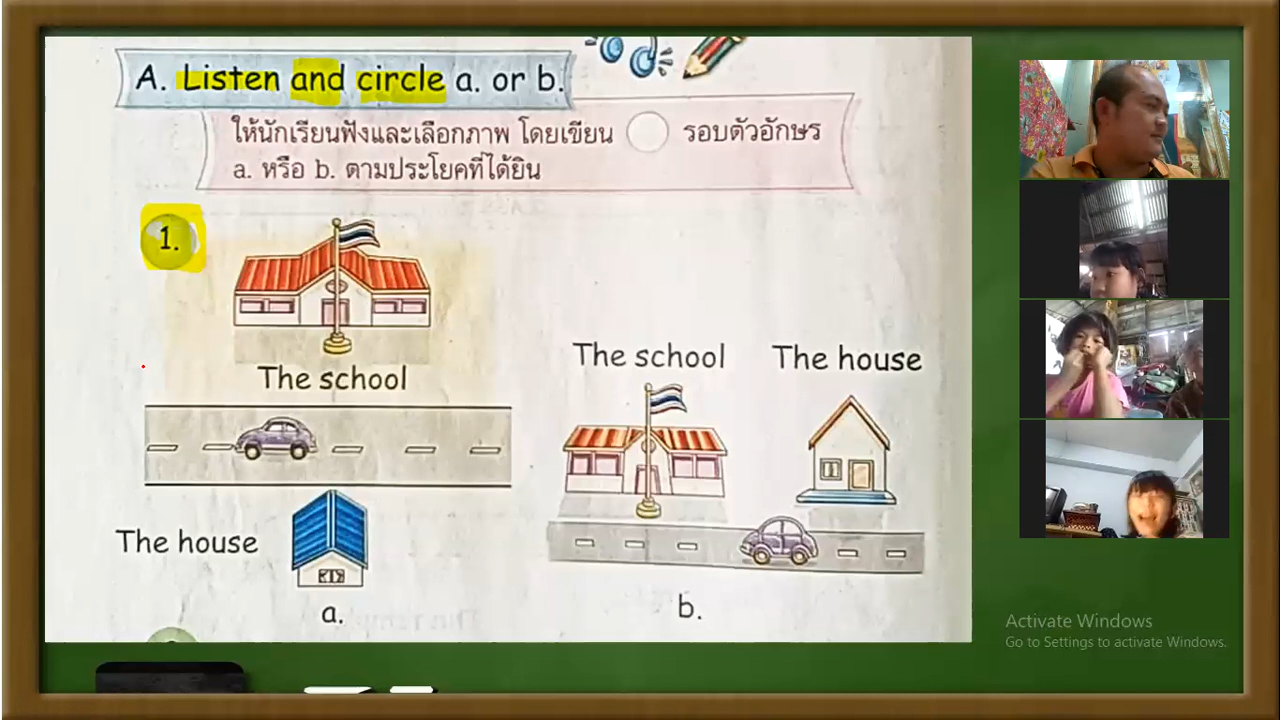 A. Listen and circle a. or b.
ให้นักเรียนฟังและเลือกภาพ โดยเขียน รอบตัวอักษร
a. หรือ b. ตามประโยคที่ได้ยิน
1.
The school
The house
a.
The school The house
b.
Activate Windows
Go to Settings to activate Windows.